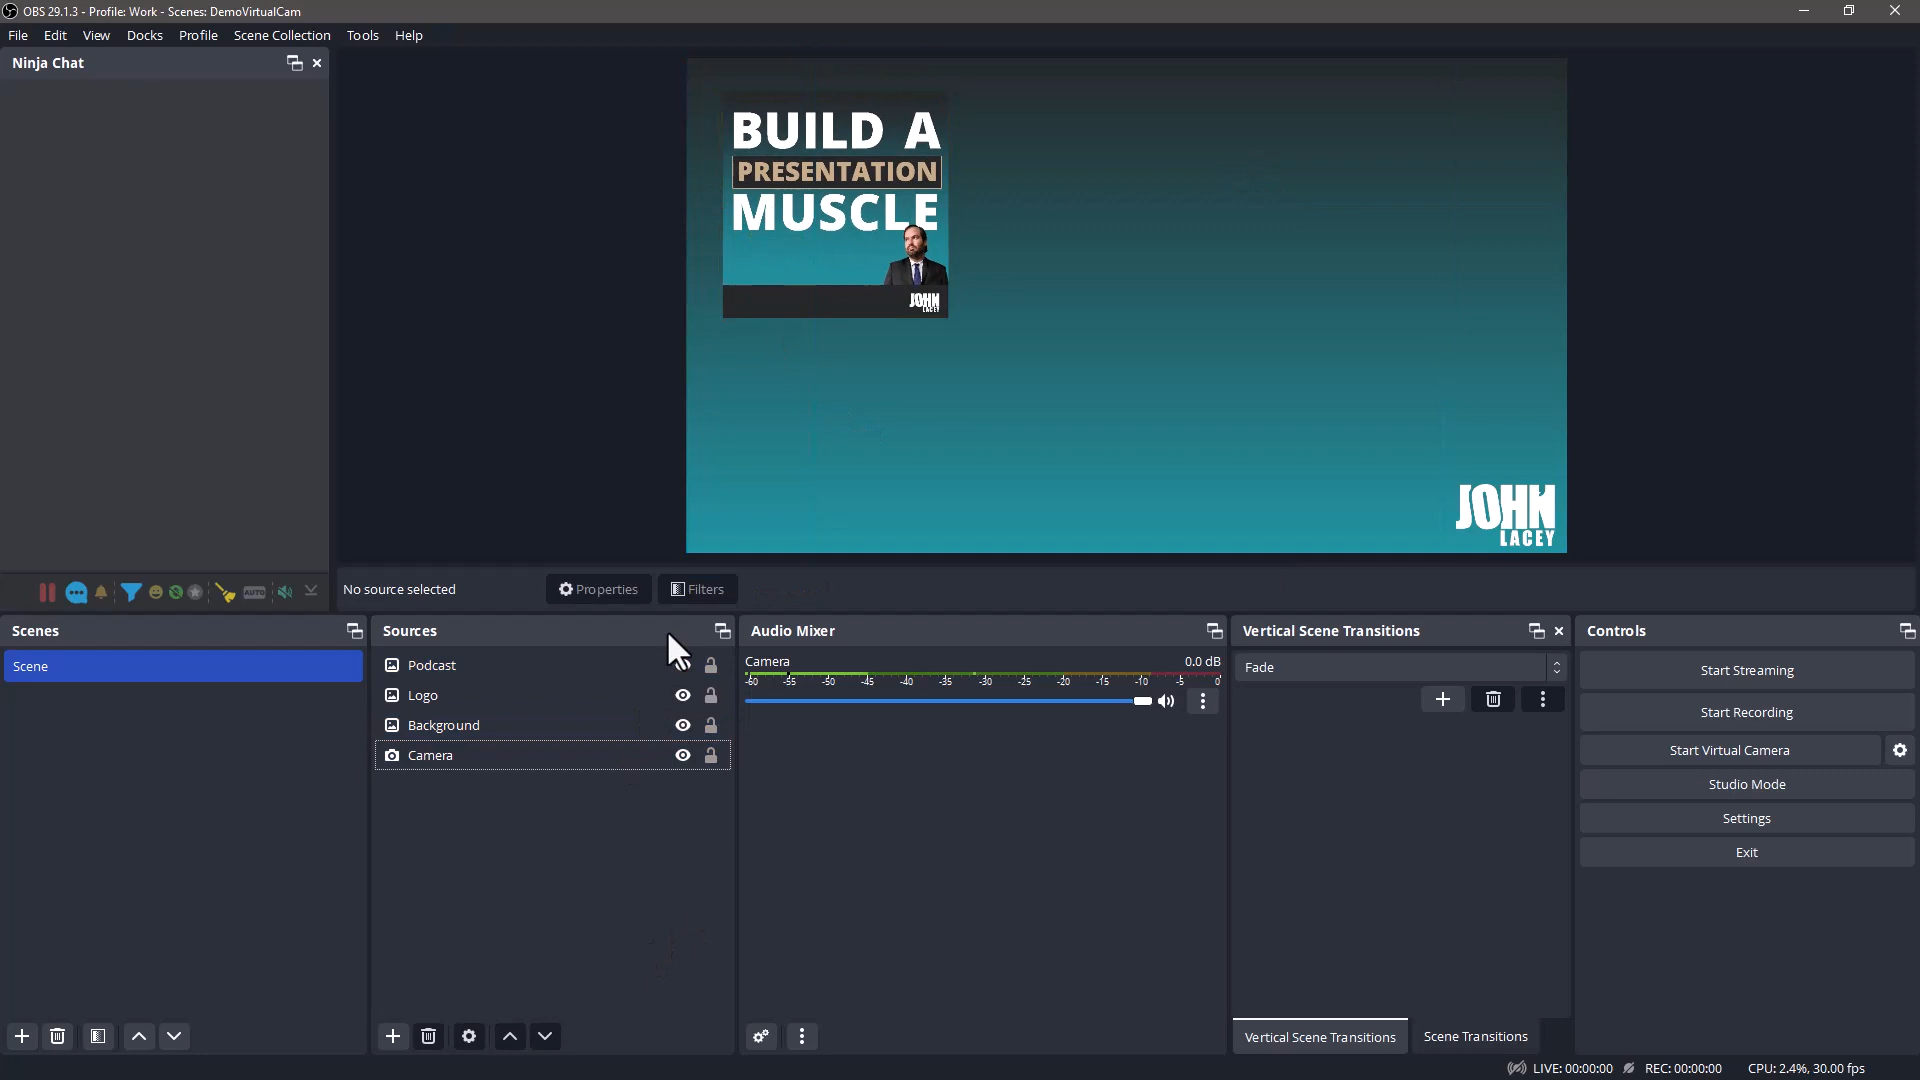 OBS 29.1.3 - Profile: Work - Scenes: DemoVirtualCam
File Edit View Docks Profile Scene Collection Tools Help
Ninja Chat
BUILD A
PRESENTATION
MUSCLE
JOHN
LACEY
JOHN
LACEY
AUTO
No source selected Properties Filters
Scenes
Scene
Sources
Podcast
Logo
Background
Camera
Audio Mixer
Camera 0.0 dB
-60 -55 -50 -45 -40 -35 -30 -25 -20 -15 -10 -5 0
Vertical Scene Transitions
Fade
Vertical Scene Transitions Scene Transitions
Controls
Start Streaming
Start Recording
Start Virtual Camera
Studio Mode
Settings
Exit
LIVE: 00:00:00 REC: 00:00:00 CPU: 2.4%, 30.00 fps